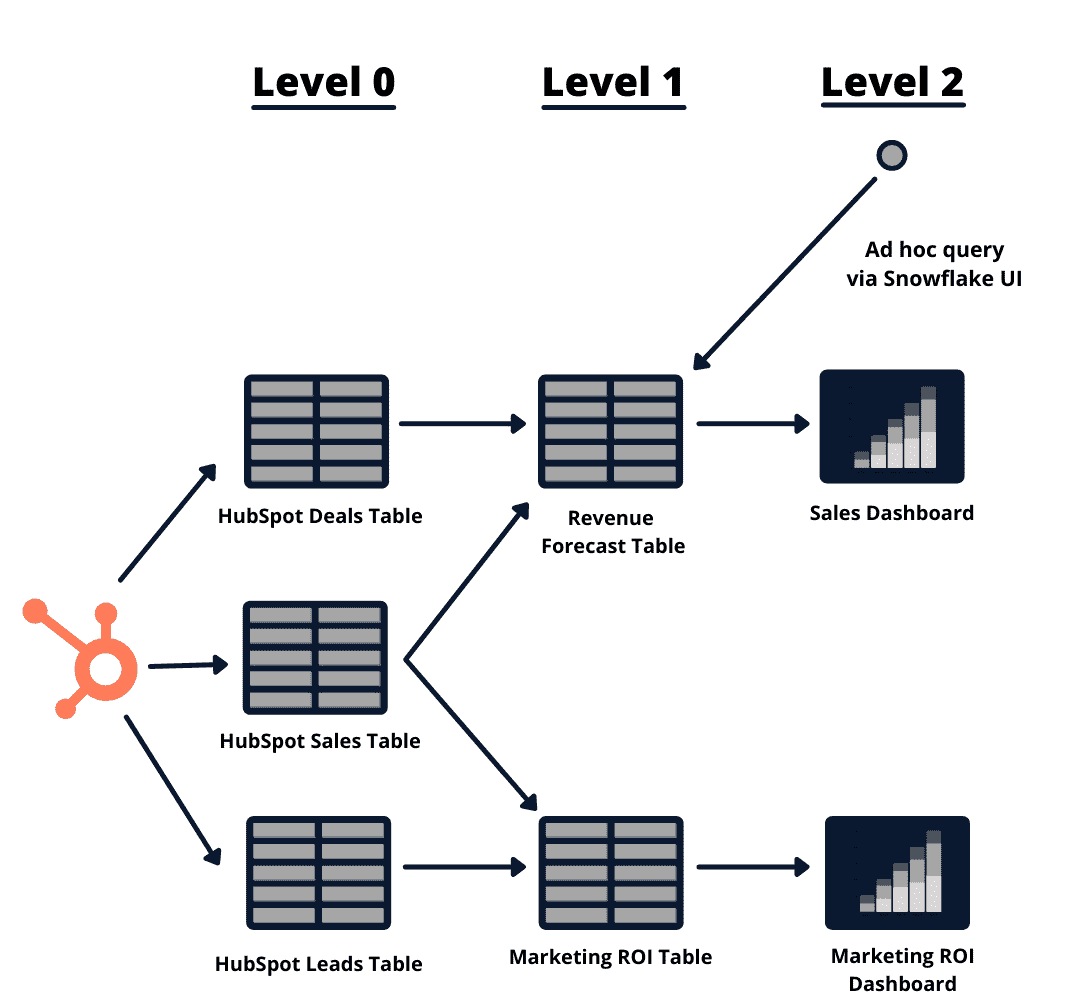 Level 0
Level 1
Level 2
Ad hoc query
via Snowflake UI
HubSpot Deals Table
Revenue
Forecast Table
Sales Dashboard
HubSpot Sales Table
HubSpot Leads Table
Marketing ROI Table
Marketing ROI
Dashboard